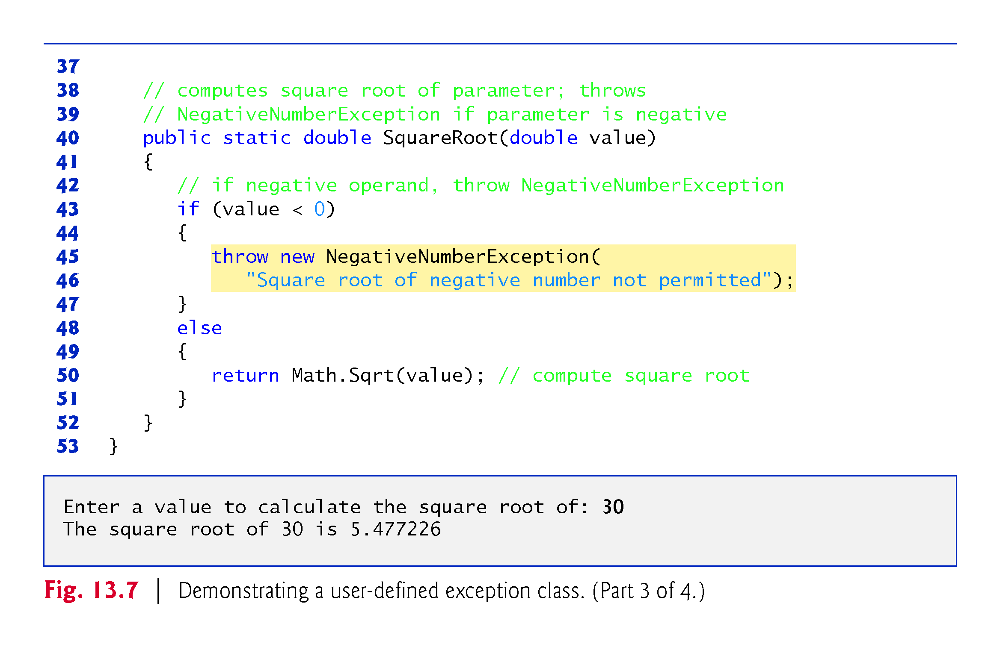 37
38 // computes square root of parameter; throws
39 // NegativeNumberException if parameter is negative
40 public static double SquareRoot(double value)
41 {
42 // if negative operand, throw NegativeNumberException
43 if (value < 0)
44 {
45 throw new NegativeNumberException(
46 "Square root of negative number not permitted");
47 }
48 else
49 {
50 return Math.Sqrt(value); // compute square root
51 }
52 }
53 }
Enter a value to calculate the square root of: 30
The square root of 30 is 5.477226
Fig. 13.7 | Demonstrating a user-defined exception class. (Part 3 of 4.)